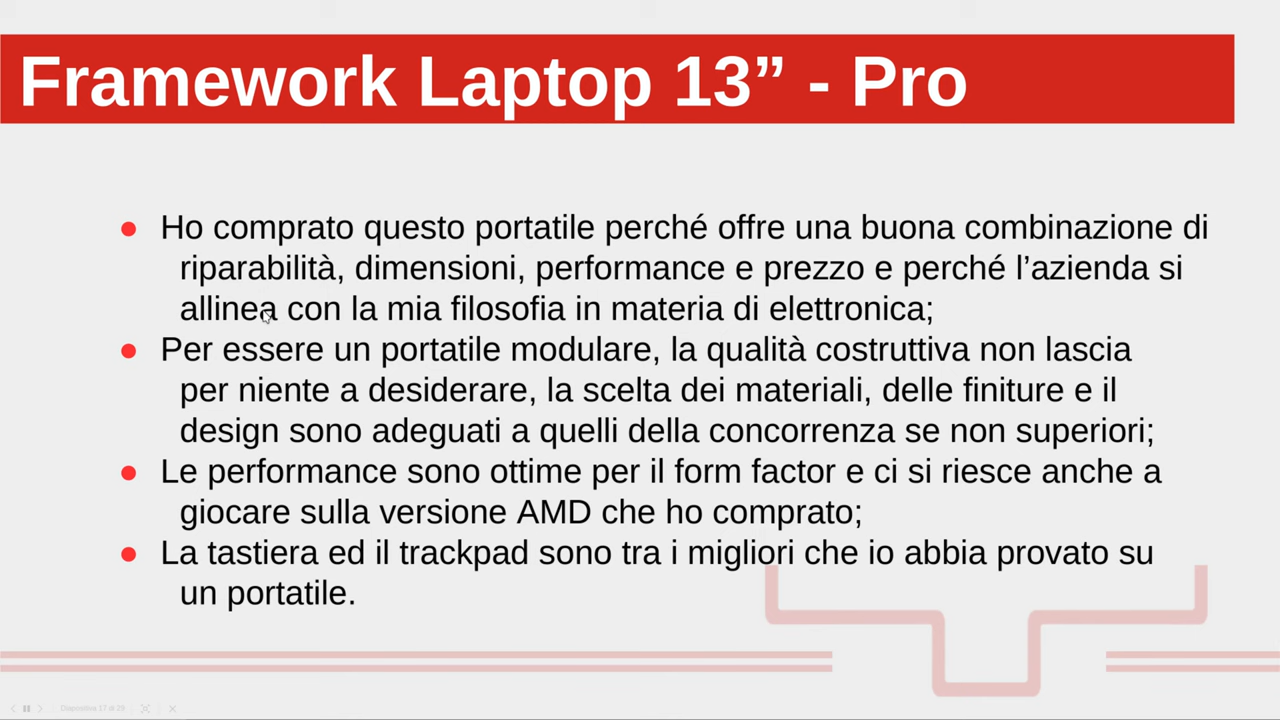 Framework Laptop 13” - Pro
● Ho comprato questo portatile perché offre una buona combinazione di
riparabilità, dimensioni, performance e prezzo e perché l’azienda si
allinea con la mia filosofia in materia di elettronica;
● Per essere un portatile modulare, la qualità costruttiva non lascia
per niente a desiderare, la scelta dei materiali, delle finiture e il
design sono adeguati a quelli della concorrenza se non superiori;
● Le performance sono ottime per il form factor e ci si riesce anche a
giocare sulla versione AMD che ho comprato;
● La tastiera ed il trackpad sono tra i migliori che io abbia provato su
un portatile.
Diapositiva 17 di 29